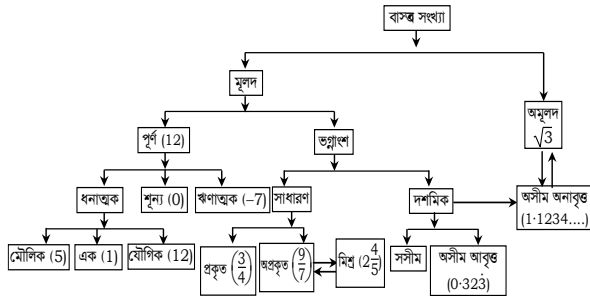 বাস্তব সংখ্যা
মূলদ
অমূলদ
√3
পূর্ণ (12)
ভগ্নাংশ
ধনাত্মক
শূন্য (0)
ঋণাত্মক (–7)
সাধারণ
দশমিক
অসীম অনাবৃত্ত
(1·1234....)
মৌলিক (5)
এক (1)
যৌগিক (12)
প্রকৃত (3/4)
অপ্রকৃত (9/7)
মিশ্র (2 4/5)
সসীম
অসীম আবৃত্ত
(0·323̇)